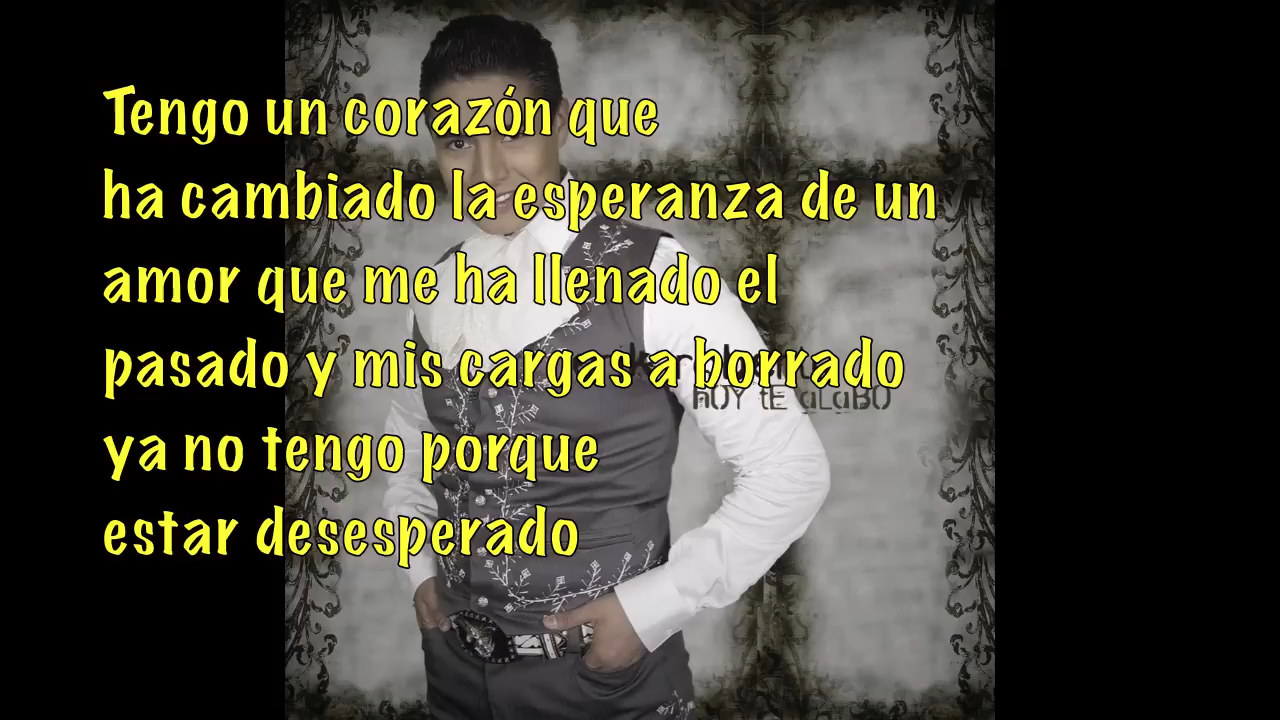 Tengo un corazón que
ha cambiado la esperanza de un
amor que me ha llenado el
pasado y mis cargas a borrado
hOY tE aLaBO
ya no tengo porque
estar desesperado